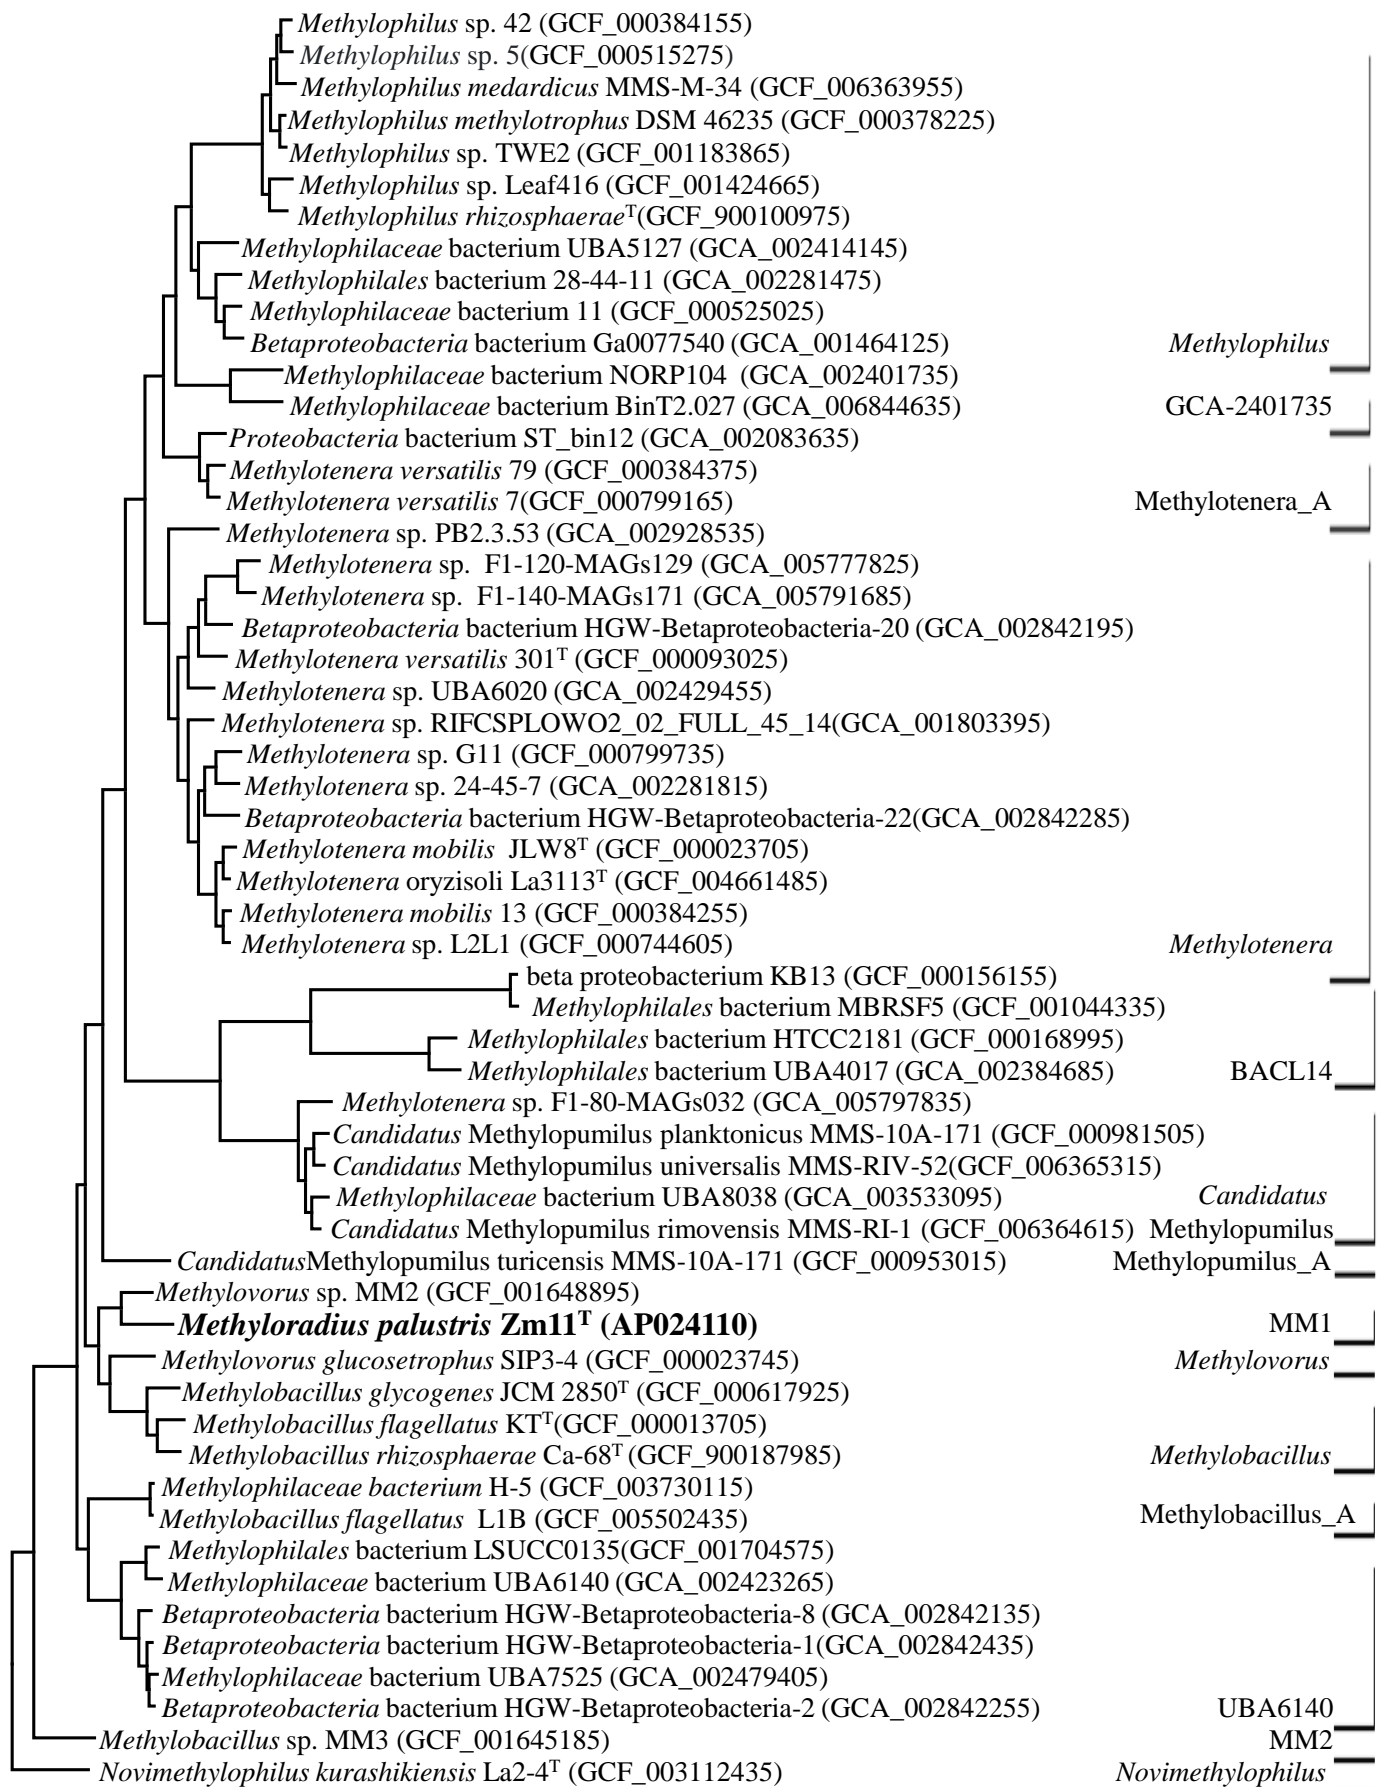 Methylophilus sp. 42 (GCF_000384155)
Methylophilus sp. 5(GCF_000515275)
Methylophilus medardicus MMS-M-34 (GCF_006363955)
Methylophilus methylotrophus DSM 46235 (GCF_000378225)
Methylophilus sp. TWE2 (GCF_001183865)
Methylophilus sp. Leaf416 (GCF_001424665)
Methylophilus rhizosphaeraeᵀ(GCF_900100975)
Methylophilaceae bacterium UBA5127 (GCA_002414145)
Methylophilales bacterium 28-44-11 (GCA_002281475)
Methylophilaceae bacterium 11 (GCF_000525025)
Betaproteobacteria bacterium Ga0077540 (GCA_001464125) Methylophilus
Methylophilaceae bacterium NORP104 (GCA_002401735)
Methylophilaceae bacterium BinT2.027 (GCA_006844635) GCA-2401735
Proteobacteria bacterium ST_bin12 (GCA_002083635)
Methylotenera versatilis 79 (GCF_000384375)
Methylotenera versatilis 7(GCF_000799165) Methylotenera_A
Methylotenera sp. PB2.3.53 (GCA_002928535)
Methylotenera sp. F1-120-MAGs129 (GCA_005777825)
Methylotenera sp. F1-140-MAGs171 (GCA_005791685)
Betaproteobacteria bacterium HGW-Betaproteobacteria-20 (GCA_002842195)
Methylotenera versatilis 301ᵀ (GCF_000093025)
Methylotenera sp. UBA6020 (GCA_002429455)
Methylotenera sp. RIFCSPLOWO2_02_FULL_45_14(GCA_001803395)
Methylotenera sp. G11 (GCF_000799735)
Methylotenera sp. 24-45-7 (GCA_002281815)
Betaproteobacteria bacterium HGW-Betaproteobacteria-22(GCA_002842285)
Methylotenera mobilis JLW8ᵀ (GCF_000023705)
Methylotenera oryzisoli La3113ᵀ (GCF_004661485)
Methylotenera mobilis 13 (GCF_000384255)
Methylotenera sp. L2L1 (GCF_000744605) Methylotenera
beta proteobacterium KB13 (GCF_000156155)
Methylophilales bacterium MBRSF5 (GCF_001044335)
Methylophilales bacterium HTCC2181 (GCF_000168995)
Methylophilales bacterium UBA4017 (GCA_002384685) BACL14
Methylotenera sp. F1-80-MAGs032 (GCA_005797835)
Candidatus Methylopumilus planktonicus MMS-10A-171 (GCF_000981505)
Candidatus Methylopumilus universalis MMS-RIV-52(GCF_006365315)
Methylophilaceae bacterium UBA8038 (GCA_003533095) Candidatus
Candidatus Methylopumilus rimovensis MMS-RI-1 (GCF_006364615) Methylopumilus
CandidatusMethylopumilus turicensis MMS-10A-171 (GCF_000953015) Methylopumilus_A
Methylovorus sp. MM2 (GCF_001648895)
Methyloradius palustris Zm11ᵀ (AP024110) MM1
Methylovorus glucosetrophus SIP3-4 (GCF_000023745) Methylovorus
Methylobacillus glycogenes JCM 2850ᵀ (GCF_000617925)
Methylobacillus flagellatus KTᵀ(GCF_000013705)
Methylobacillus rhizosphaerae Ca-68ᵀ (GCF_900187985) Methylobacillus
Methylophilaceae bacterium H-5 (GCF_003730115)
Methylobacillus flagellatus L1B (GCF_005502435) Methylobacillus_A
Methylophilales bacterium LSUCC0135(GCF_001704575)
Methylophilaceae bacterium UBA6140 (GCA_002423265)
Betaproteobacteria bacterium HGW-Betaproteobacteria-8 (GCA_002842135)
Betaproteobacteria bacterium HGW-Betaproteobacteria-1(GCA_002842435)
Methylophilaceae bacterium UBA7525 (GCA_002479405)
Betaproteobacteria bacterium HGW-Betaproteobacteria-2 (GCA_002842255) UBA6140
Methylobacillus sp. MM3 (GCF_001645185) MM2
Novimethylophilus kurashikiensis La2-4ᵀ (GCF_003112435) Novimethylophilus